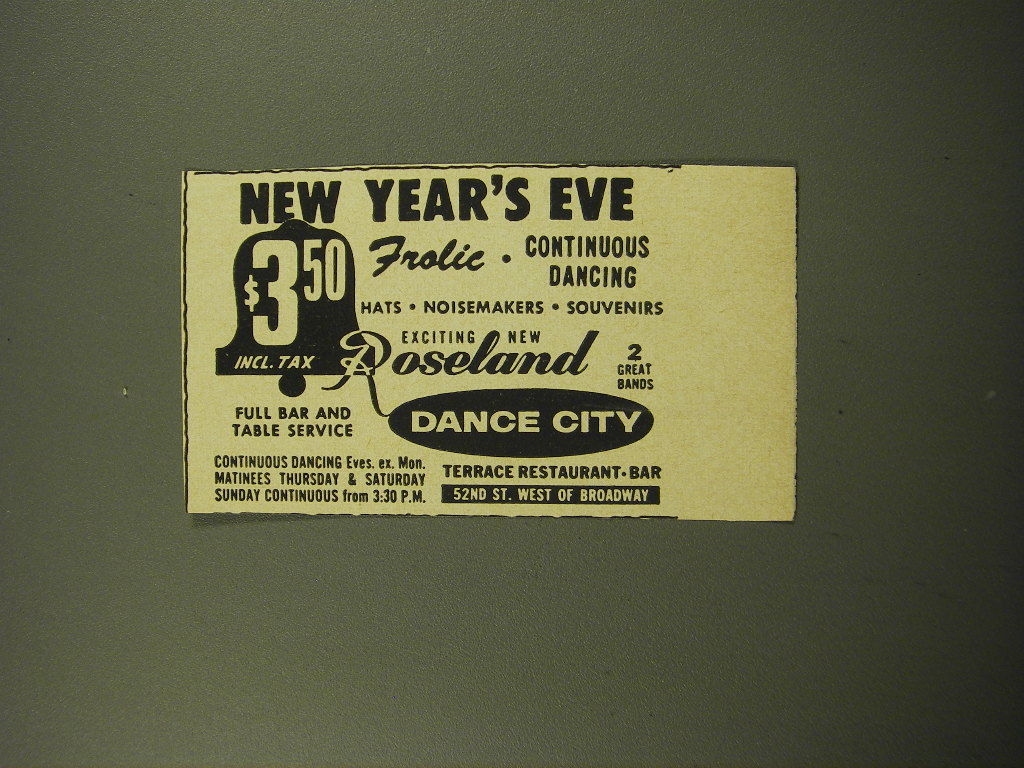 NEW YEAR'S EVE
$3.50
INCL. TAX
Frolic • CONTINUOUS
DANCING
HATS • NOISEMAKERS • SOUVENIRS
EXCITING NEW
Roseland
2
GREAT
BANDS
DANCE CITY
FULL BAR AND
TABLE SERVICE
CONTINUOUS DANCING Eves. ex. Mon.
MATINEES THURSDAY & SATURDAY
SUNDAY CONTINUOUS from 3:30 P.M.
TERRACE RESTAURANT • BAR
52ND ST. WEST OF BROADWAY